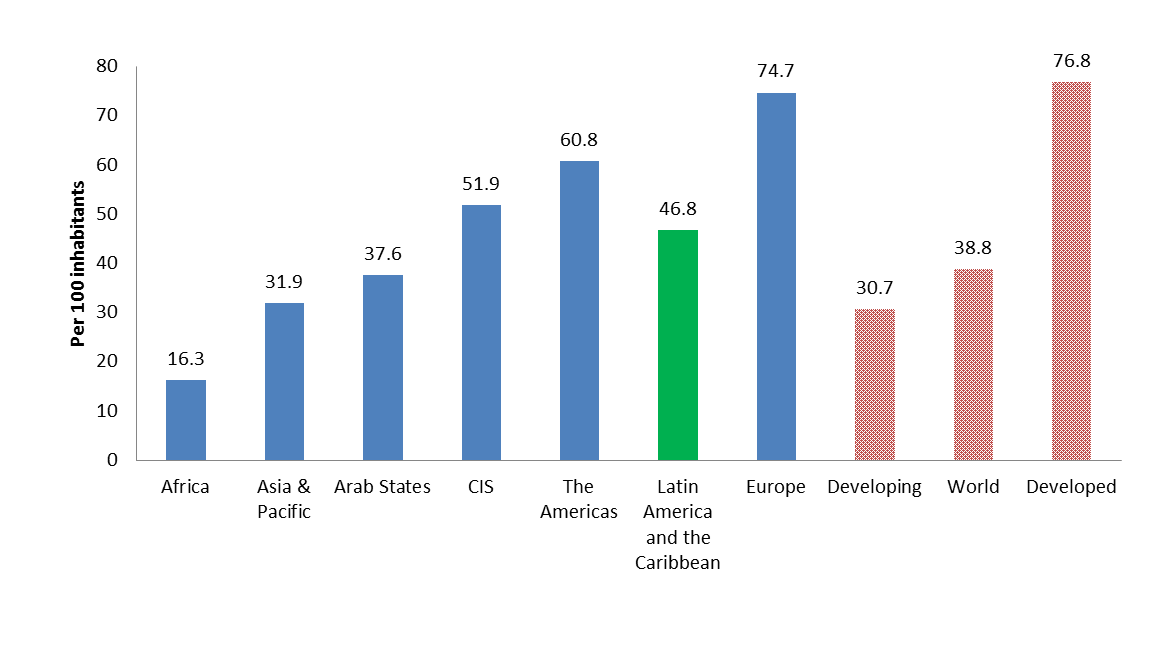 Per 100 inhabitants
80
70
60
50
40
30
20
10
0
16.3
31.9
37.6
51.9
60.8
46.8
74.7
30.7
38.8
76.8
Africa
Asia &
Pacific
Arab States
CIS
The
Americas
Latin
America
and the
Caribbean
Europe
Developing
World
Developed